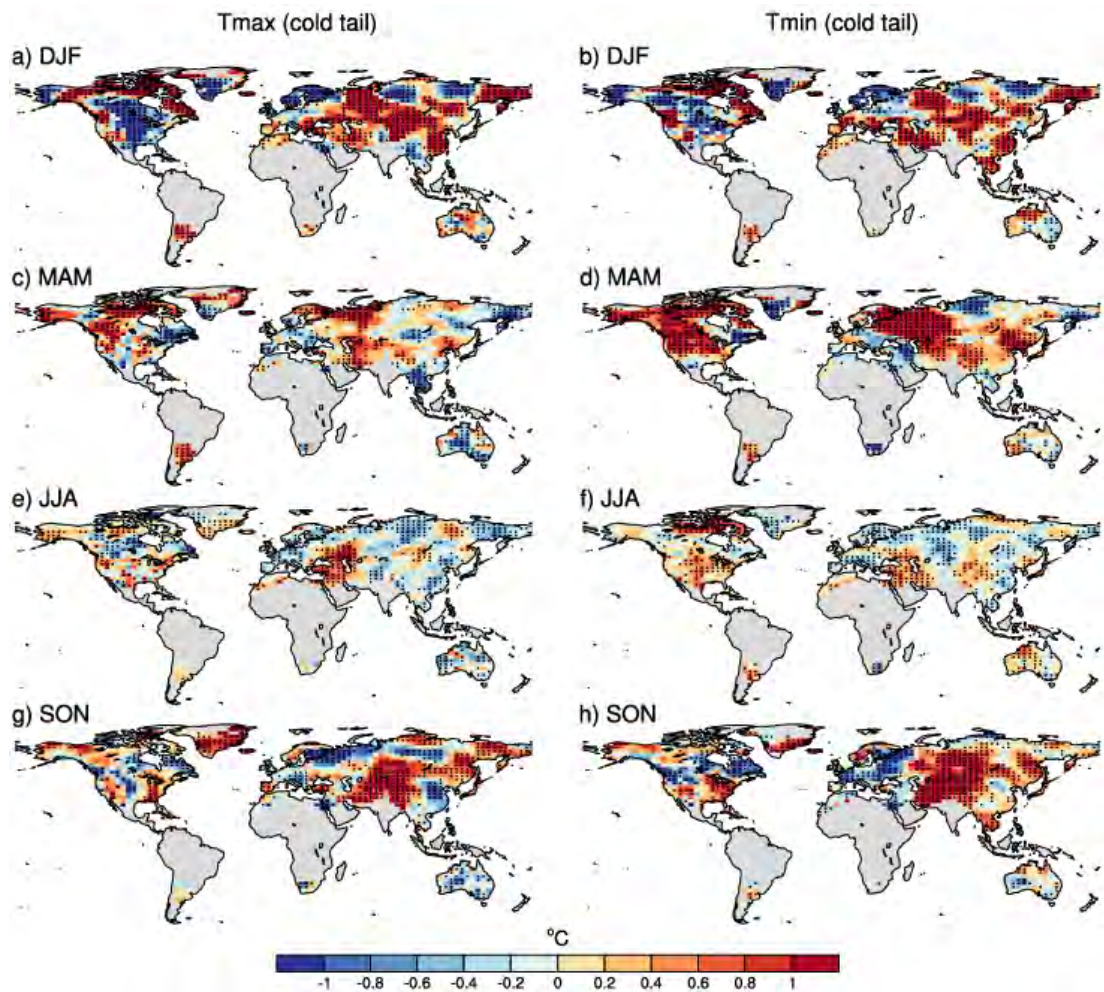 Tmax (cold tail) Tmin (cold tail)
a) DJF b) DJF
c) MAM d) MAM
e) JJA f) JJA
g) SON h) SON
°C
-1 -0.8 -0.6 -0.4 -0.2 0 0.2 0.4 0.6 0.8 1